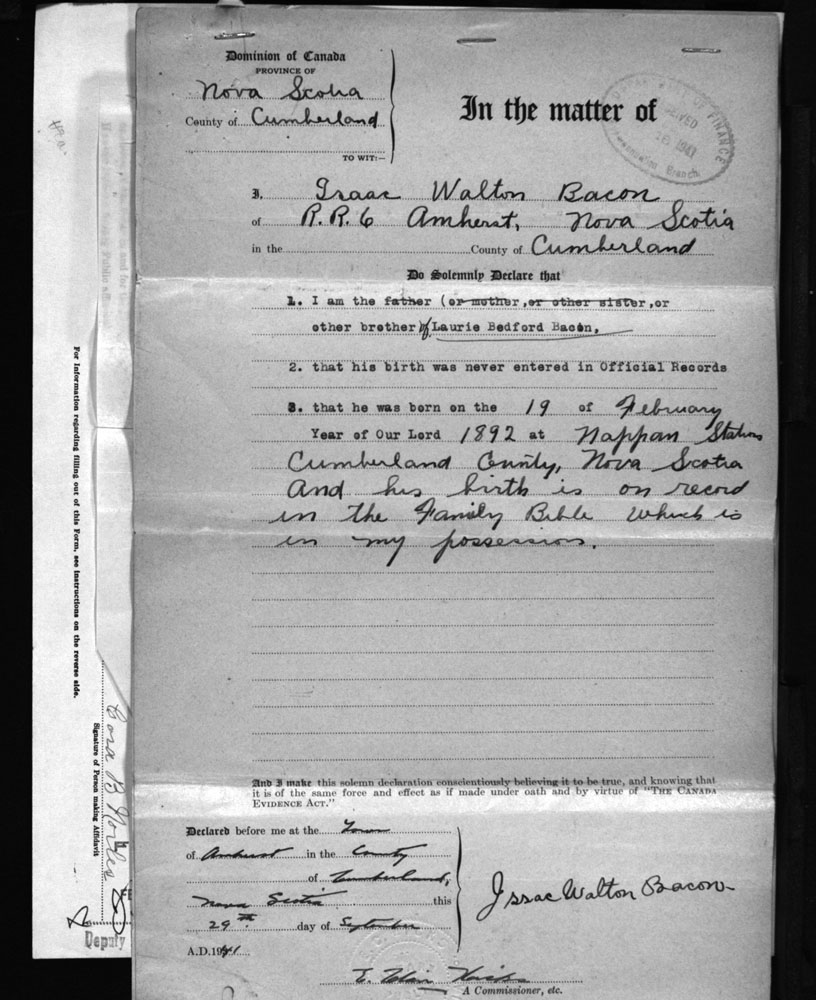 Dominion of Canada
PROVINCE OF
Nova Scotia
County of Cumberland
TO WIT:—
In the matter of
RECEIVED
1941
FINANCE
Branch
I, Isaac Walton Bacon
of R.R.6 Amherst, Nova Scotia
in the County of Cumberland
Do Solemnly Declare that
1. I am the father (or mother, or other sister, or
other brother of Laurie Bedford Bacon,
2. that his birth was never entered in Official Records
3. that he was born on the 19 of February
Year of Our Lord 1892 at Nappan Station
Cumberland County, Nova Scotia
And his birth is on record
in the Family Bible which is
in my possession.
And I make this solemn declaration conscientiously believing it to be true, and knowing that
it is of the same force and effect as if made under oath and by virtue of "THE CANADA
EVIDENCE ACT."
Declared before me at the Town
of Amherst in the County
of Cumberland,
Nova Scotia this
29th. day of September
A.D. 1941
Issac Walton Bacon
A Commissioner, etc.
For Information regarding filling out of this Form, see Instructions on the reverse side.
Cora B
Signature of Person making Affidavit
Deputy